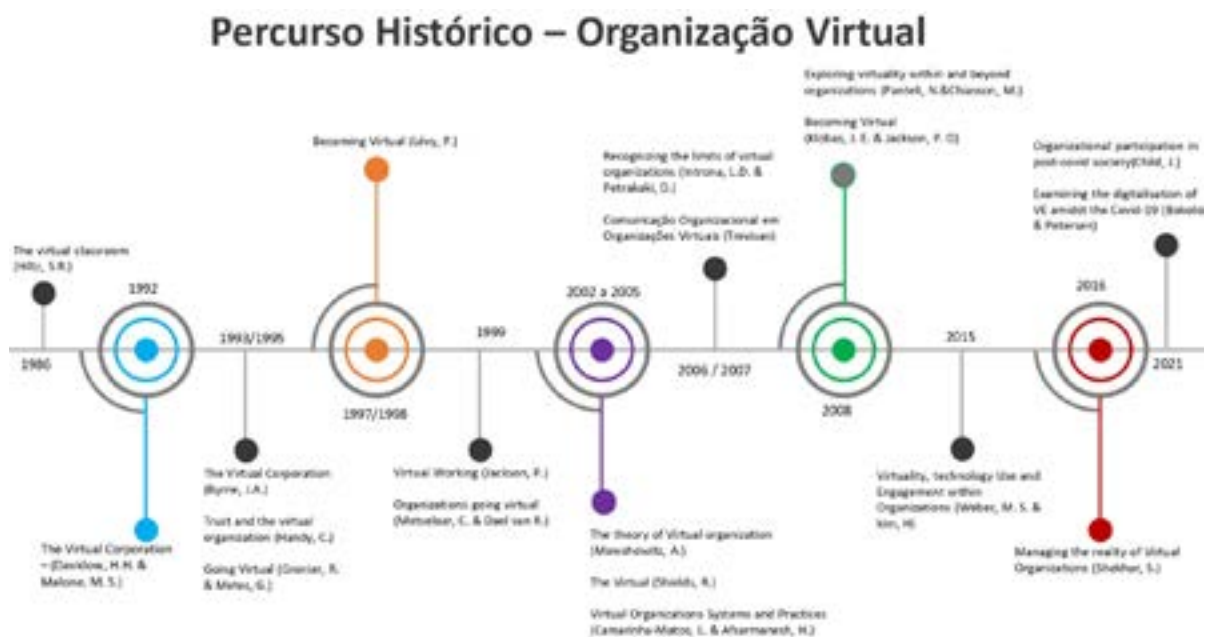 Percurso Histórico – Organização Virtual
The virtual classroom
(Hiltz, S.R.)
1986
1992
The Virtual Corporation
– (Davidow, H.H. &
Malone, M. S.)
1993/1995
The Virtual Corporation
(Byrne, J.A.)
Trust and the virtual
organization (Handy, C.)
Going Virtual (Grenier, R.
& Metes, G.)
Becoming Virtual (Lévy, P.)
1997/1998
1999
Virtual Working (Jackson, P.)
Organizations going virtual
(Metselaar, C. & Dael van R.)
2002 a 2005
The theory of Virtual organization
(Mowshowitz, A.)
The Virtual (Shields, R.)
Virtual Organizations Systems and Practices
(Camarinha-Matos, L. & Afsarmanesh, H.)
Recognizing the limits of virtual
organizations (Introna, L.D. &
Petrakaki, D.)
Comunicação Organizacional em
Organizações Virtuais (Trevisan)
2006 / 2007
Exploring virtuality within and beyond
organizations (Panteli, N.& M.)
Becoming Virtual
(Klobas, J. E. & Jackson, P. D)
2008
2015
Virtuality, technology Use and
Engagement within
Organizations (Weber, M. S. &
kim, H)
2016
Managing the reality of Virtual
Organizations (Shekhar, S.)
Organizational participation in
post-covid society(Child, J.)
Examining the digitalisation of
VE amidst the Covid-19
& Petersen)
2021